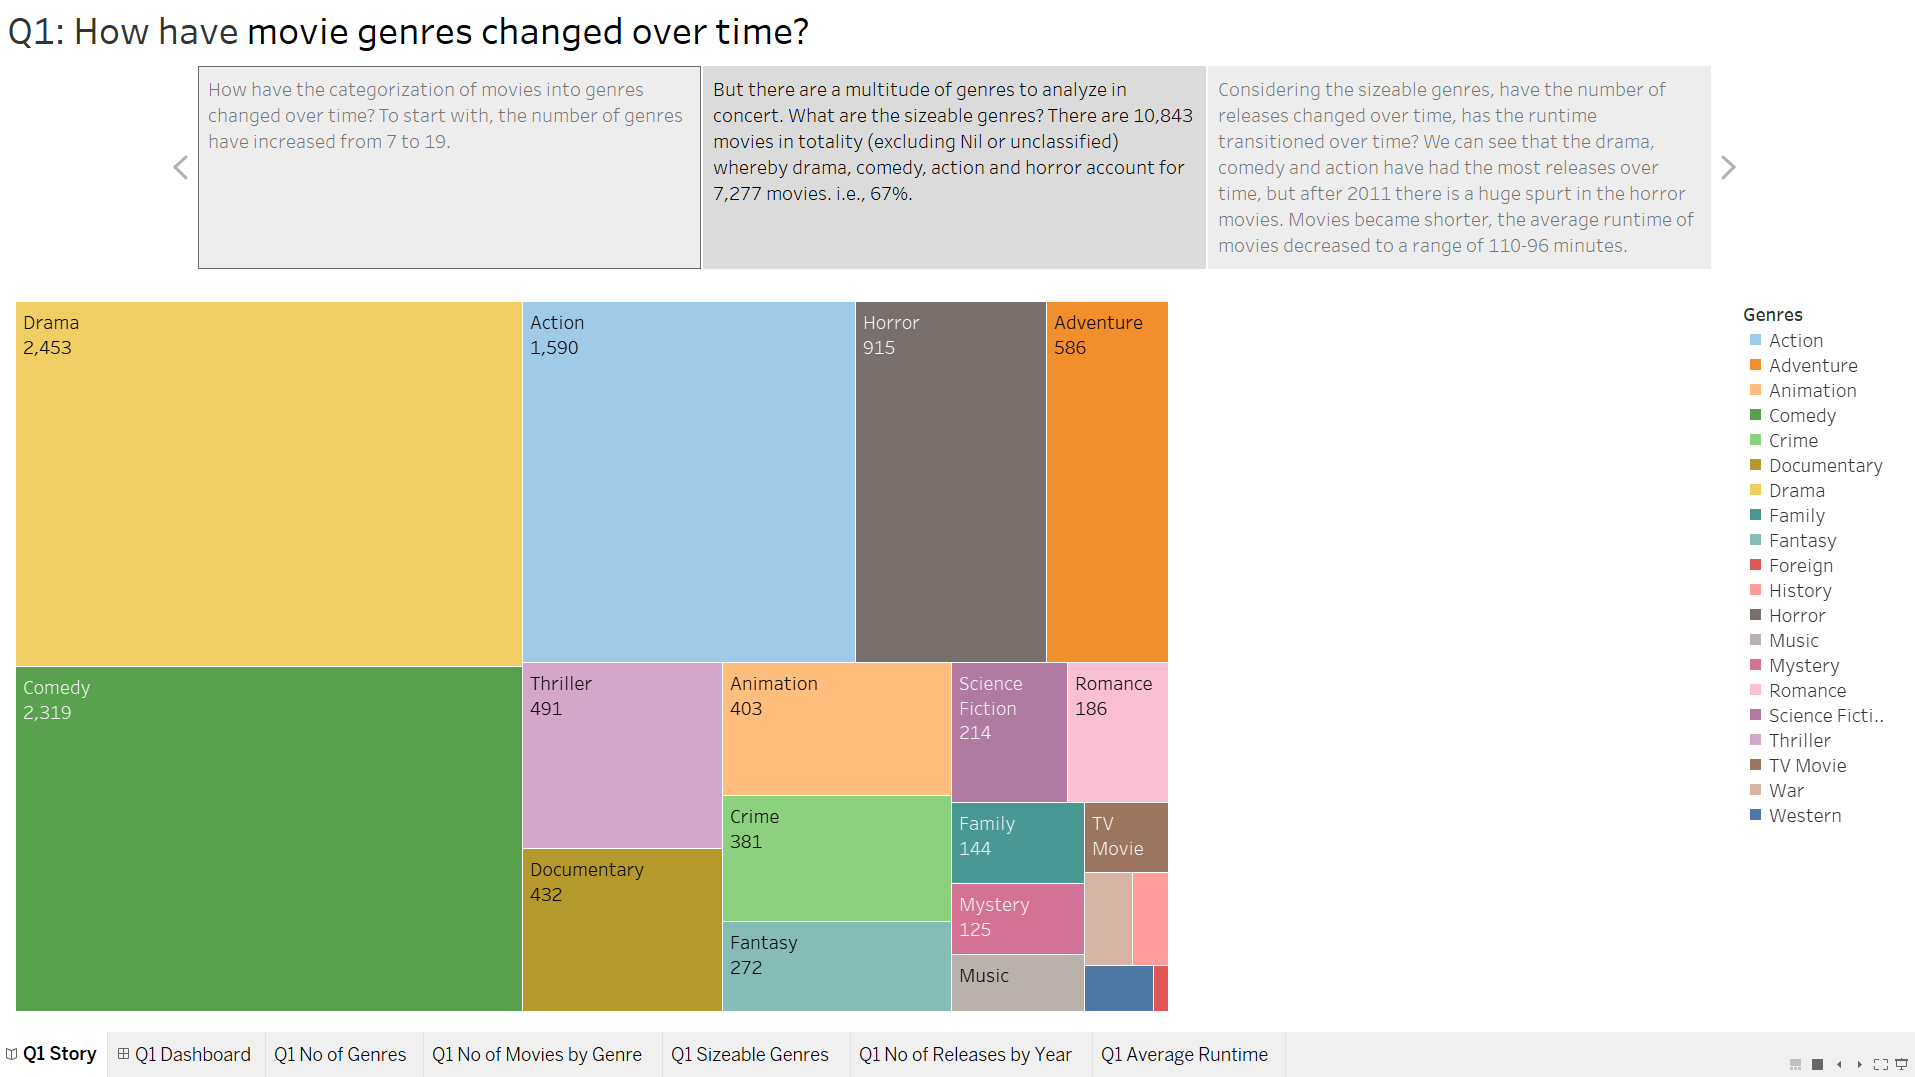 Q1: How have movie genres changed over time?
How have the categorization of movies into genres
changed over time? To start with, the number of genres
have increased from 7 to 19.
But there are a multitude of genres to analyze in
concert. What are the sizeable genres? There are 10,843
movies in totality (excluding Nil or unclassified)
whereby drama, comedy, action and horror account for
7,277 movies. i.e., 67%.
Considering the sizeable genres, have the number of
releases changed over time, has the runtime
transitioned over time? We can see that the drama,
comedy and action have had the most releases over
time, but after 2011 there is a huge spurt in the horror
movies. Movies became shorter, the average runtime of
movies decreased to a range of 110-96 minutes.
Drama
2,453
Action
1,590
Horror
915
Adventure
586
Comedy
2,319
Thriller
491
Animation
403
Science
Fiction
214
Romance
186
Crime
381
Family
144
TV
Movie
Documentary
432
Mystery
125
Fantasy
272
Music
Genres
Action
Adventure
Animation
Comedy
Crime
Documentary
Drama
Family
Fantasy
Foreign
History
Horror
Music
Mystery
Romance
Science Ficti..
Thriller
TV Movie
War
Western
Q1 Story
Q1 Dashboard
Q1 No of Genres
Q1 No of Movies by Genre
Q1 Sizeable Genres
Q1 No of Releases by Year
Q1 Average Runtime